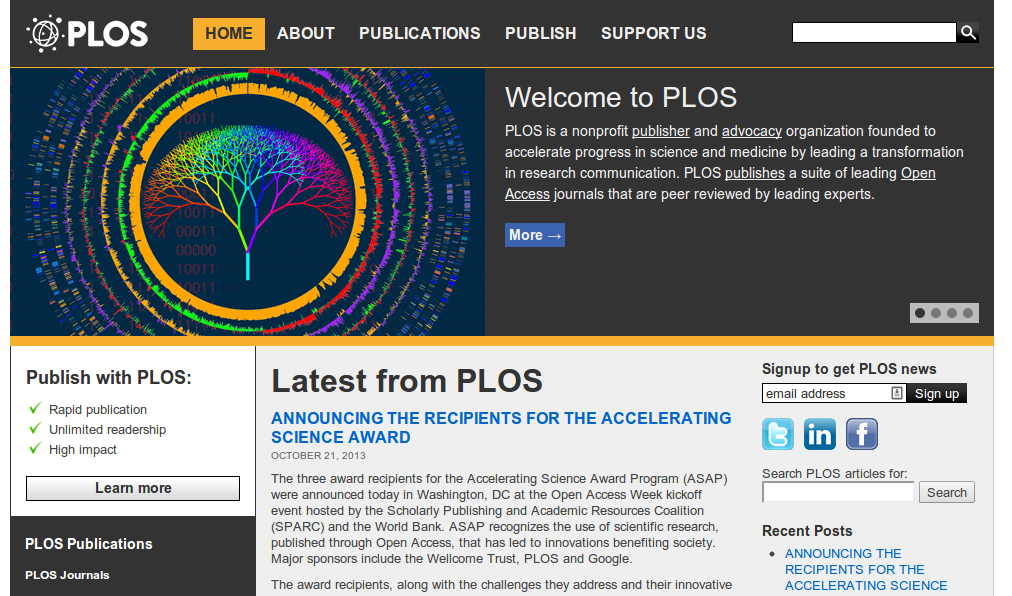 PLOS
HOME ABOUT PUBLICATIONS PUBLISH SUPPORT US
Welcome to PLOS
PLOS is a nonprofit publisher and advocacy organization founded to
accelerate progress in science and medicine by leading a transformation
in research communication. PLOS publishes a suite of leading Open
Access journals that are peer reviewed by leading experts.
More →
10011
10011
00011
00000
10011
0011
Publish with PLOS:
Rapid publication
Unlimited readership
High impact
Learn more
PLOS Publications
PLOS Journals
Latest from PLOS
ANNOUNCING THE RECIPIENTS FOR THE ACCELERATING
SCIENCE AWARD
OCTOBER 21, 2013
The three award recipients for the Accelerating Science Award Program (ASAP)
were announced today in Washington, DC at the Open Access Week kickoff
event hosted by the Scholarly Publishing and Academic Resources Coalition
(SPARC) and the World Bank. ASAP recognizes the use of scientific research,
published through Open Access, that has led to innovations benefiting society.
Major sponsors include the Wellcome Trust, PLOS and Google.
The award recipients, along with the challenges they address and their innovative
Signup to get PLOS news
email address Sign up
t in f
Search PLOS articles for:
Search
Recent Posts
ANNOUNCING THE
RECIPIENTS FOR THE
ACCELERATING SCIENCE